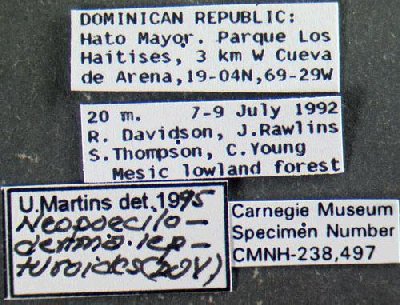 DOMINICAN REPUBLIC:
Hato Mayor. Parque Los
Haitises, 3 km W Cueva
de Arena,19-04N,69-29W
20 m. 7-9 July 1992
R. Davidson, J.Rawlins
S.Thompson, C.Young
Mesic lowland forest
U.Martins det.1995
Neopoecilo-
derma lep-
turoides
Carnegie Museum
Specimen Number
CMNH-238,497